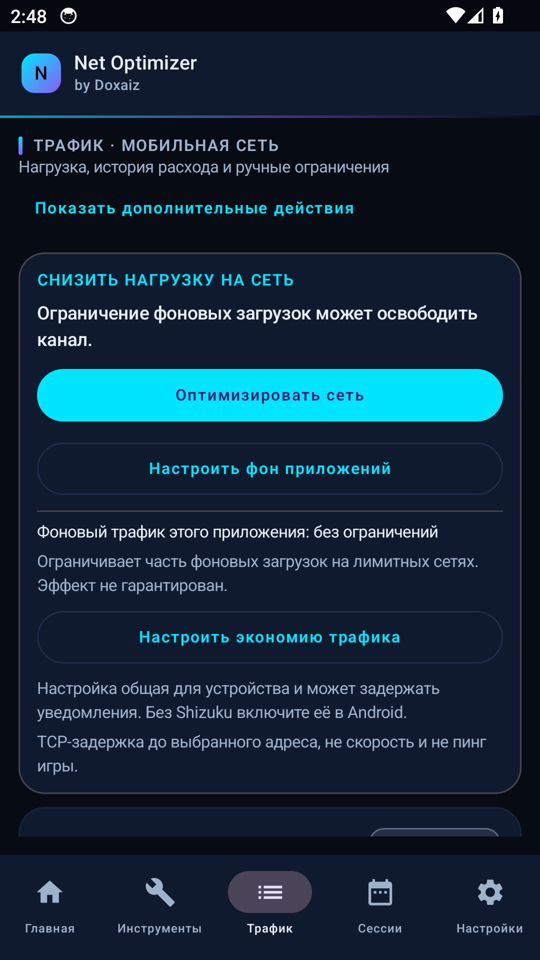 2:48
N
Net Optimizer
by Doxaiz
ТРАФИК · МОБИЛЬНАЯ СЕТЬ
Нагрузка, история расхода и ручные ограничения
Показать дополнительные действия
СНИЗИТЬ НАГРУЗКУ НА СЕТЬ
Ограничение фоновых загрузок может освободить
канал.
Оптимизировать сеть
Настроить фон приложений
Фоновый трафик этого приложения: без ограничений
Ограничивает часть фоновых загрузок на лимитных сетях.
Эффект не гарантирован.
Настроить экономию трафика
Настройка общая для устройства и может задержать
уведомления. Без Shizuku включите её в Android.
TCP-задержка до выбранного адреса, не скорость и не пинг
игры.
Главная
Инструменты
Трафик
Сессии
Настройки